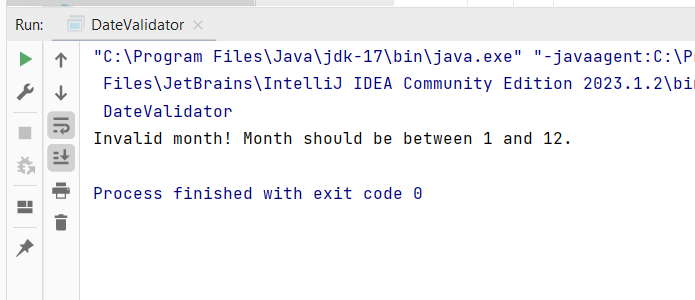 Run: DateValidator
"C:\Program Files\Java\jdk-17\bin\java.exe" "-javaagent:C:\Pr
Files\JetBrains\IntelliJ IDEA Community Edition 2023.1.2\bin
DateValidator
Invalid month! Month should be between 1 and 12.
Process finished with exit code 0